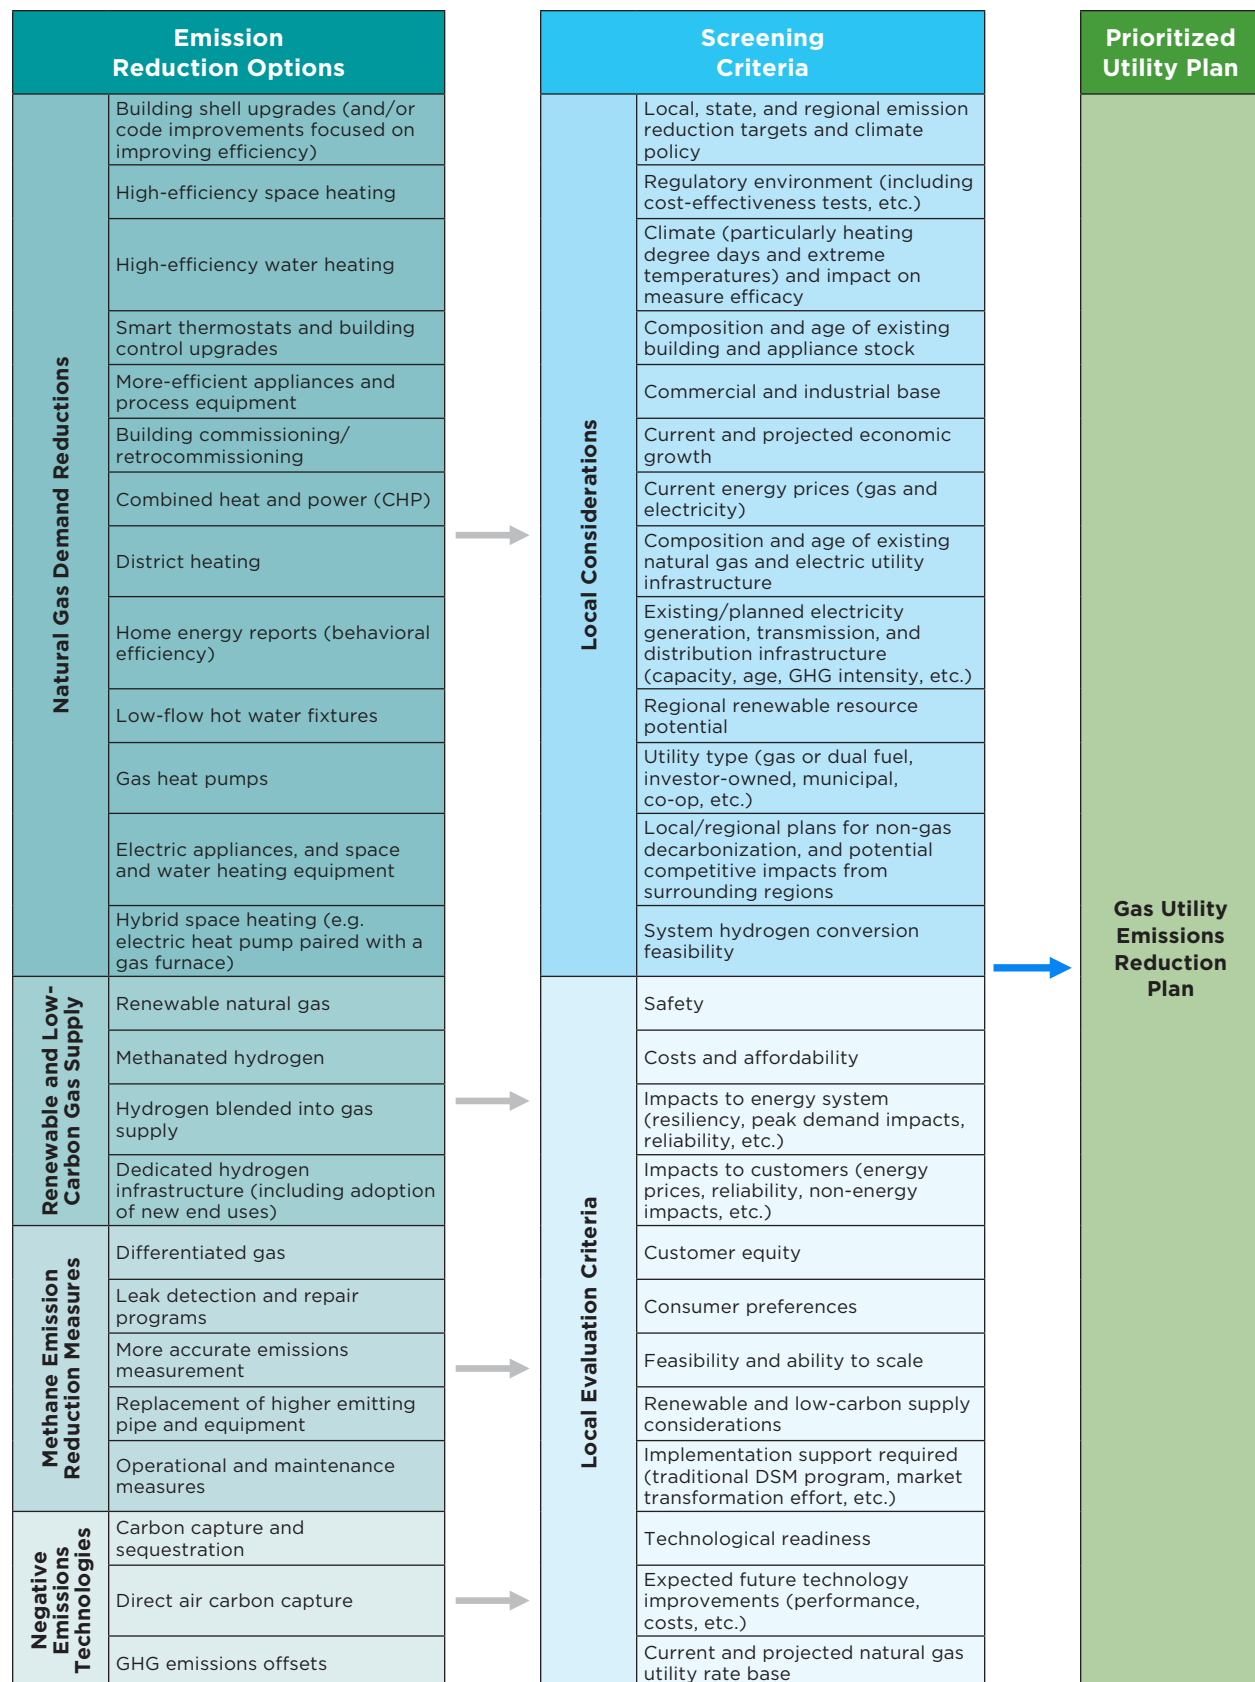 Emission
Reduction Options
Natural Gas Demand Reductions
Building shell upgrades (and/or
code improvements focused on
improving efficiency)
High-efficiency space heating
High-efficiency water heating
Smart thermostats and building
control upgrades
More-efficient appliances and
process equipment
Building commissioning/
retrocommissioning
Combined heat and power (CHP)
District heating
Home energy reports (behavioral
efficiency)
Low-flow hot water fixtures
Gas heat pumps
Electric appliances, and space
and water heating equipment
Hybrid space heating (e.g.
electric heat pump paired with a
gas furnace)
Renewable and Low-
Carbon Gas Supply
Renewable natural gas
Methanated hydrogen
Hydrogen blended into gas
supply
Dedicated hydrogen
infrastructure (including adoption
of new end uses)
Methane Emission
Reduction Measures
Differentiated gas
Leak detection and repair
programs
More accurate emissions
measurement
Replacement of higher emitting
pipe and equipment
Operational and maintenance
measures
Negative
Emissions
Technologies
Carbon capture and
sequestration
Direct air carbon capture
GHG emissions offsets
Screening
Criteria
Local Considerations
Local, state, and regional emission
reduction targets and climate
policy
Regulatory environment (including
cost-effectiveness tests, etc.)
Climate (particularly heating
degree days and extreme
temperatures) and impact on
measure efficacy
Composition and age of existing
building and appliance stock
Commercial and industrial base
Current and projected economic
growth
Current energy prices (gas and
electricity)
Composition and age of existing
natural gas and electric utility
infrastructure
Existing/planned electricity
generation, transmission, and
distribution infrastructure
(capacity, age, GHG intensity, etc.)
Regional renewable resource
potential
Utility type (gas or dual fuel,
investor-owned, municipal,
co-op, etc.)
Local/regional plans for non-gas
decarbonization, and potential
competitive impacts from
surrounding regions
System hydrogen conversion
feasibility
Local Evaluation Criteria
Safety
Costs and affordability
Impacts to energy system
(resiliency, peak demand impacts,
reliability, etc.)
Impacts to customers (energy
prices, reliability, non-energy
impacts, etc.)
Customer equity
Consumer preferences
Feasibility and ability to scale
Renewable and low-carbon supply
considerations
Implementation support required
(traditional DSM program, market
transformation effort, etc.)
Technological readiness
Expected future technology
improvements (performance,
costs, etc.)
Current and projected natural gas
utility rate base
Prioritized
Utility Plan
Gas Utility
Emissions
Reduction
Plan